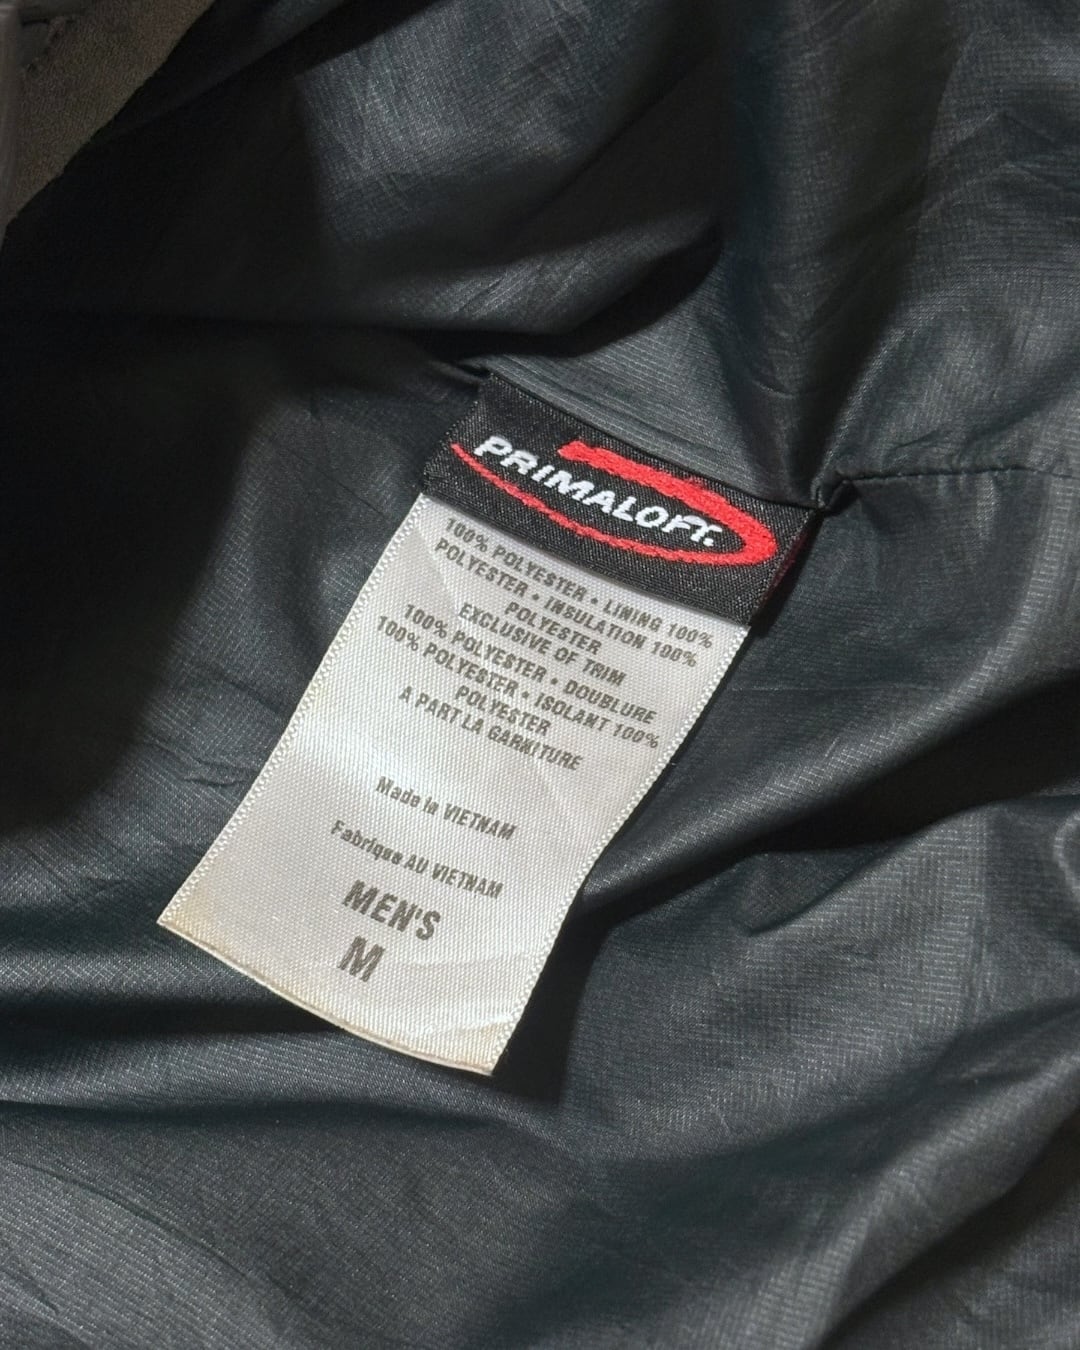 PRIMALOFT.
100% POLYESTER • LINING 100%
POLYESTER • INSULATION 100%
POLYESTER
EXCLUSIVE OF TRIM
100% POLYESTER • DOUBLURE
100% POLYESTER • ISOLANT 100%
POLYESTER
A PART LA GARNITURE
Made in VIETNAM
Fabrique AU VIETNAM
MEN'S
M